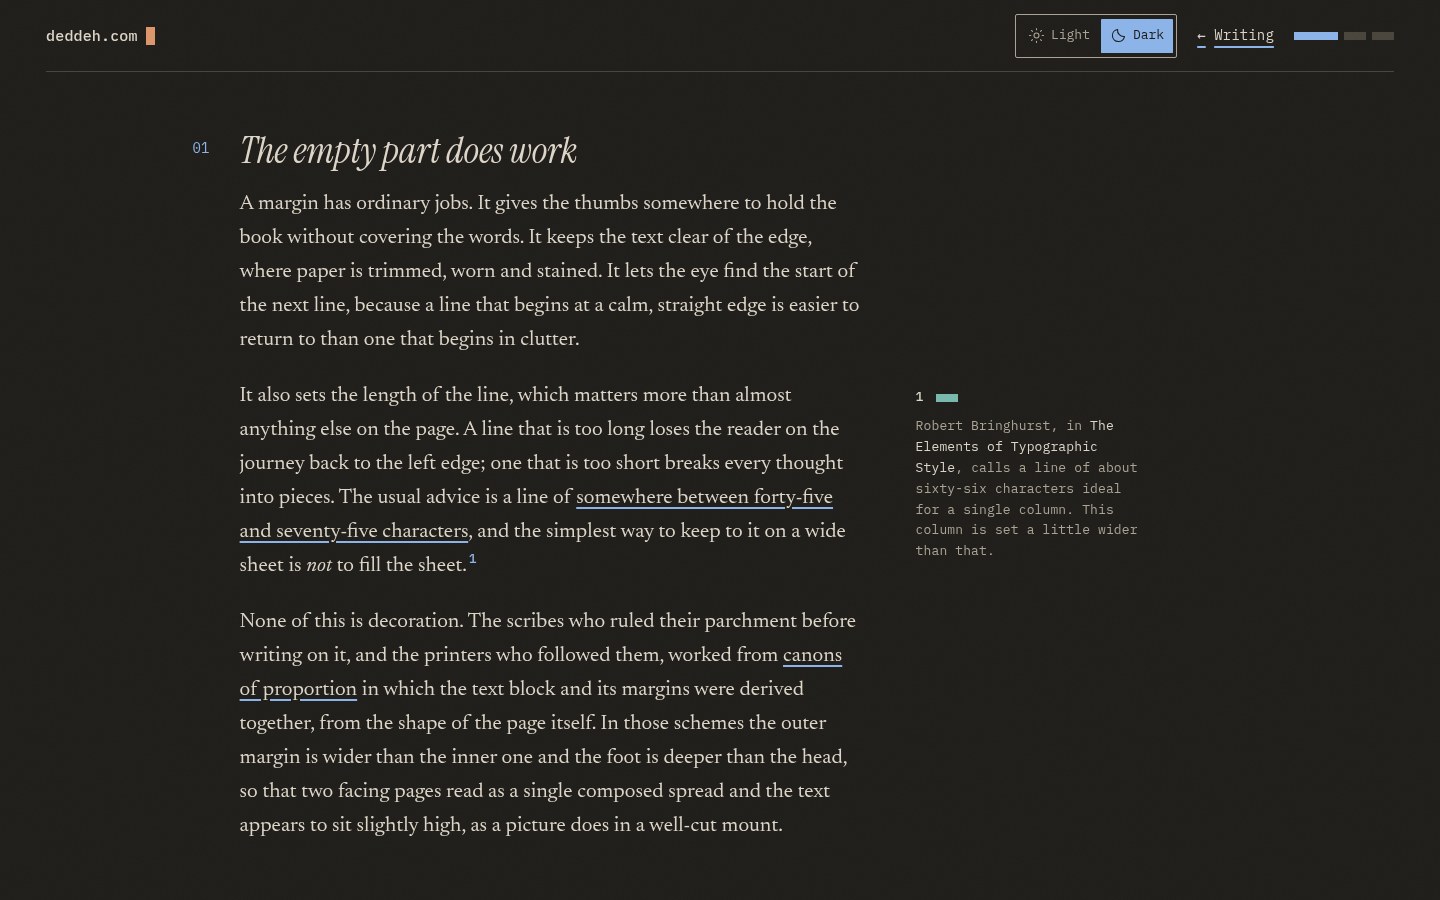 deddeh.com
Light
Dark
← Writing
01
The empty part does work
A margin has ordinary jobs. It gives the thumbs somewhere to hold the
book without covering the words. It keeps the text clear of the edge,
where paper is trimmed, worn and stained. It lets the eye find the start of
the next line, because a line that begins at a calm, straight edge is easier to
return to than one that begins in clutter.
It also sets the length of the line, which matters more than almost
anything else on the page. A line that is too long loses the reader on the
journey back to the left edge; one that is too short breaks every thought
into pieces. The usual advice is a line of somewhere between forty-five
and seventy-five characters, and the simplest way to keep to it on a wide
sheet is not to fill the sheet.1
1
Robert Bringhurst, in The
Elements of Typographic
Style, calls a line of about
sixty-six characters ideal
for a single column. This
column is set a little wider
than that.
None of this is decoration. The scribes who ruled their parchment before
writing on it, and the printers who followed them, worked from canons
of proportion in which the text block and its margins were derived
together, from the shape of the page itself. In those schemes the outer
margin is wider than the inner one and the foot is deeper than the head,
so that two facing pages read as a single composed spread and the text
appears to sit slightly high, as a picture does in a well-cut mount.